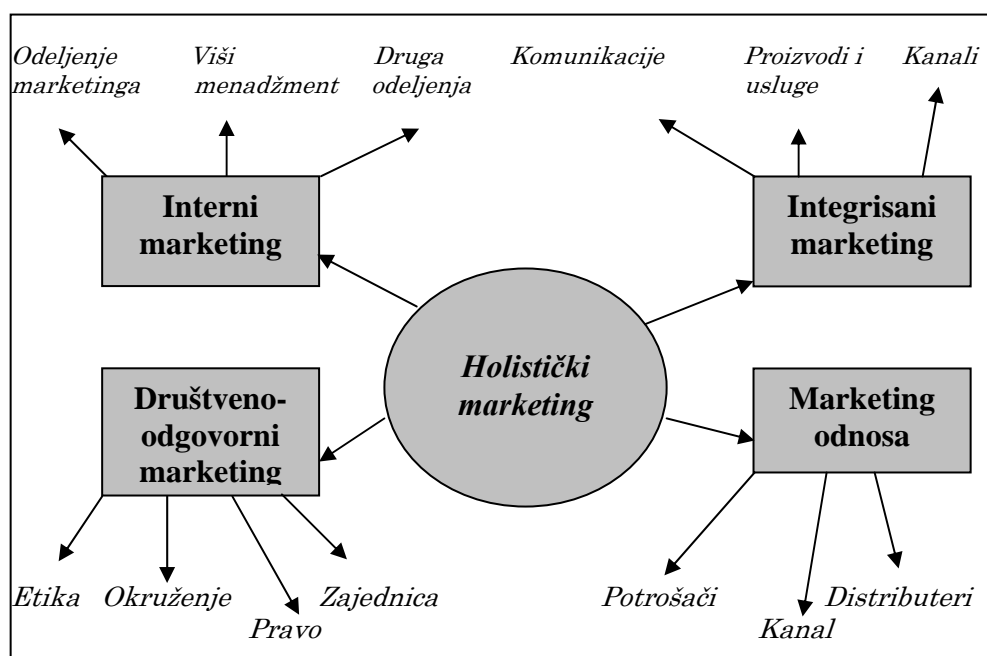 Odeljenje
marketinga
Viši
menadžment
Druga
odeljenja
Komunikacije
Proizvodi i
usluge
Kanali
Interni
marketing
Integrisani
marketing
Holistički
marketing
Društveno-
odgovorni
marketing
Marketing
odnosa
Etika
Okruženje
Pravo
Zajednica
Potrošači
Kanal
Distributeri